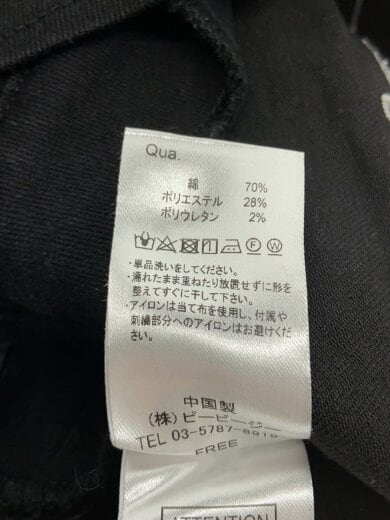 Qua.
綿 70%
ポリエステル 28%
ポリウレタン 2%
・単品洗いをしてください。
・濡れたまま重ねたり放置せずに形を
整えてすぐに干して下さい。
・アイロンは当て布を使用し、付属や
刺繍部分へのアイロンはお避けくだ
さい。
中国製
(株)ピーピー
TEL 03-5787-
FREE
ATTENTION